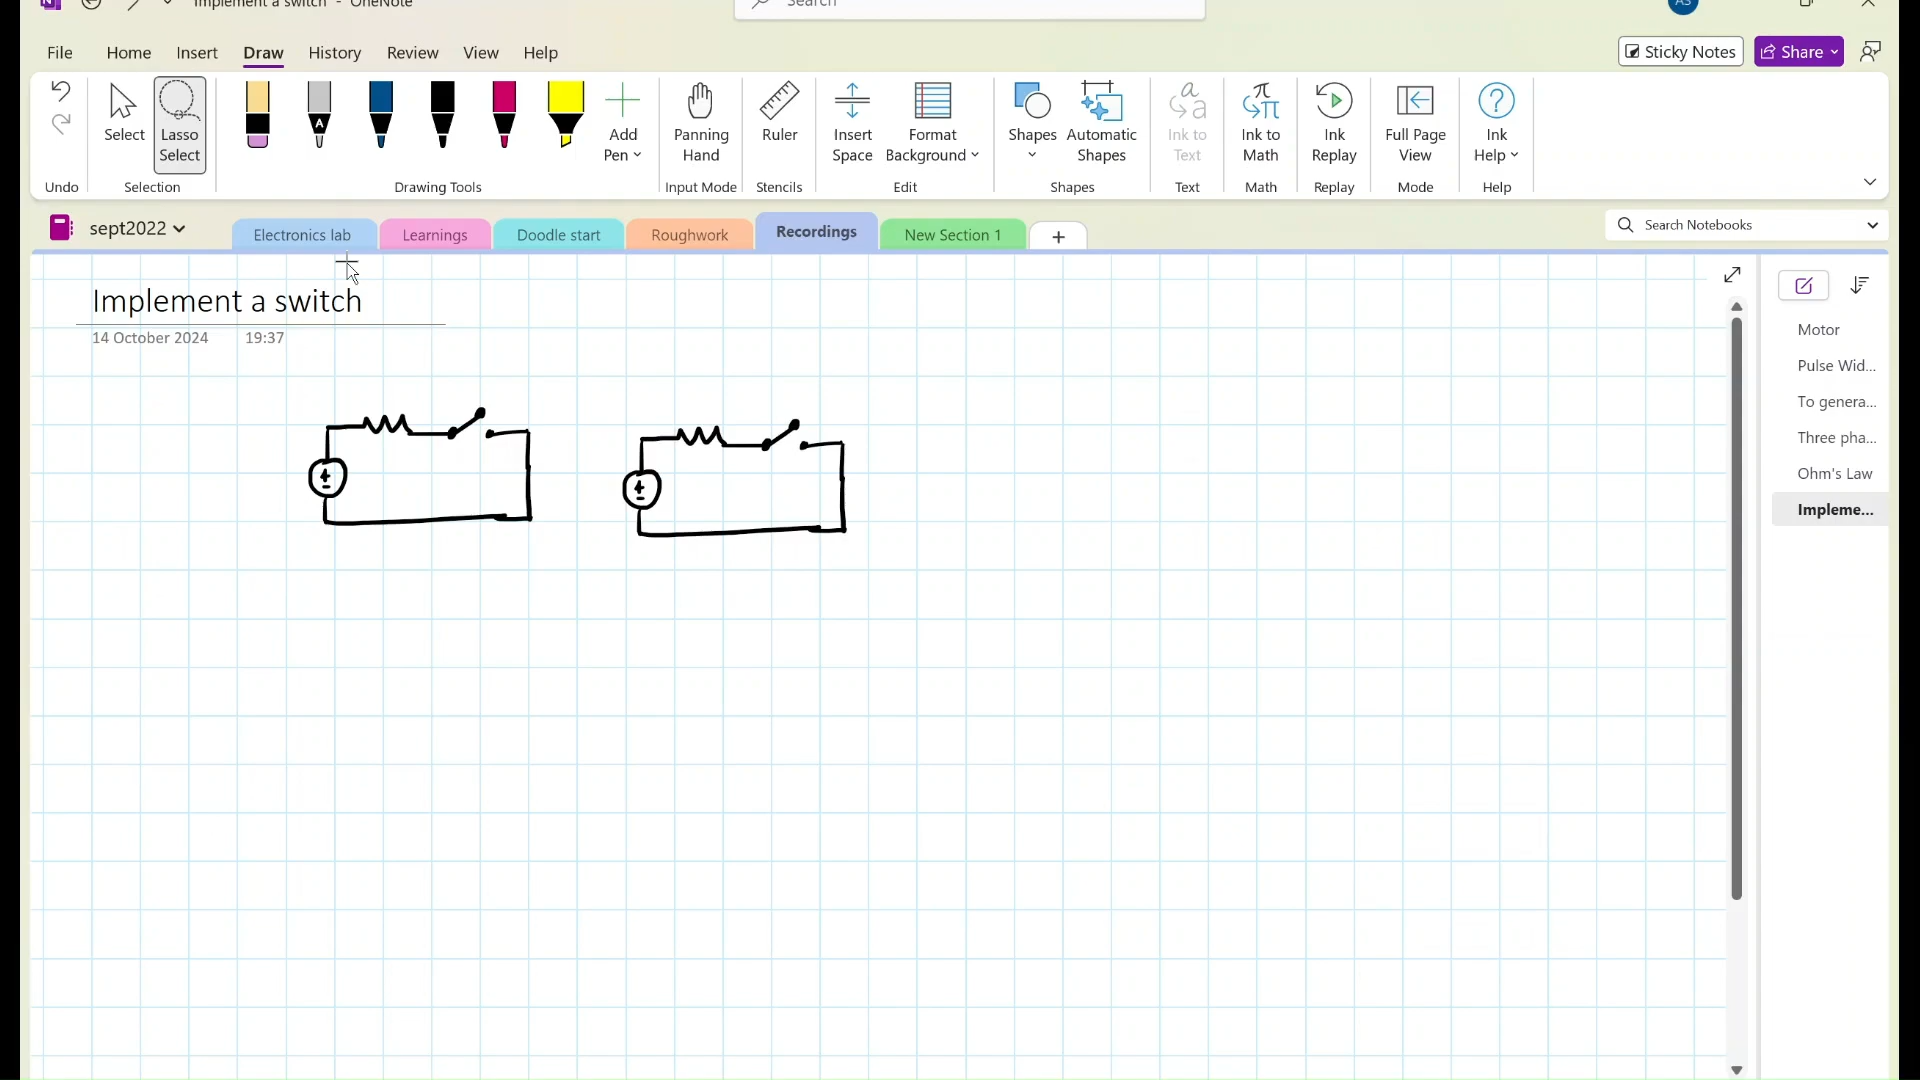 Implement a switch - OneNote
Search
AS
File Home Insert Draw History Review View Help
Sticky Notes Share
Select
Lasso Select
A
Add Pen
Panning Hand
Ruler
Insert Space
Format Background
Shapes
Automatic Shapes
Ink to Text
Ink to Math
Ink Replay
Full Page View
Ink Help
Undo Selection Drawing Tools Input Mode Stencils Edit Shapes Text Math Replay Mode Help
sept2022 Electronics lab Learnings Doodle start Roughwork Recordings New Section 1 +
Search Notebooks
Implement a switch
14 October 2024 19:37
Motor
Pulse Wid...
To genera...
Three pha...
Ohm's Law
Impleme...